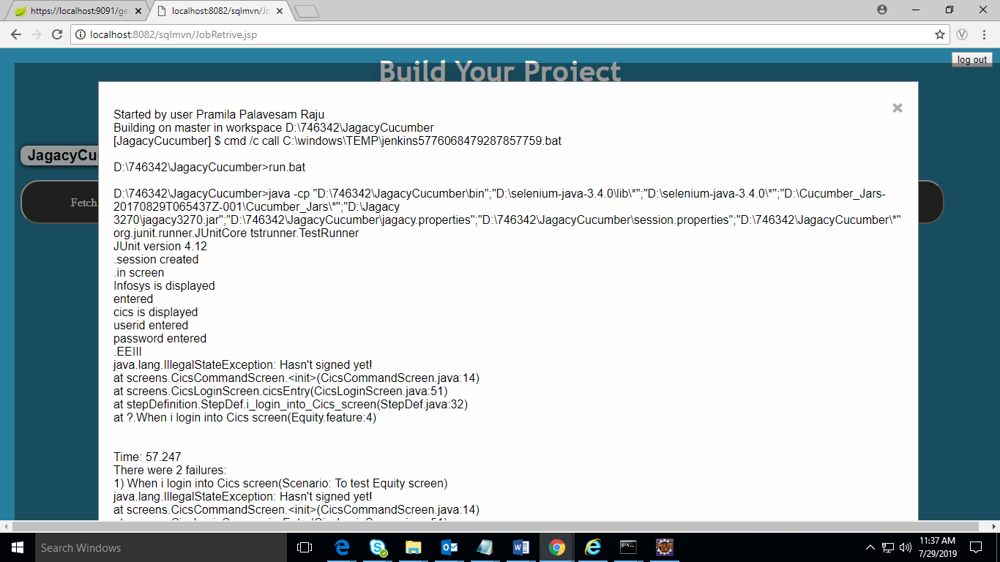 https://localhost:9091/ge
localhost:8082/sqlmvn/Jo
localhost:8082/sqlmvn/JobRetrive.jsp
log out
Build Your Project
Started by user Pramila Palavesam Raju
Building on master in workspace D:\746342\JagacyCucumber
[JagacyCucumber] $ cmd /c call C:\windows\TEMP\jenkins5776068479287857759.bat
JagacyCu
D:\746342\JagacyCucumber>run.bat
Fetch
D:\746342\JagacyCucumber>java -cp "D:\746342\JagacyCucumber\bin";"D:\selenium-java-3.4.0\lib\*";"D:\selenium-java-3.4.0\*";"D:\Cucumber_Jars-
20170829T065437Z-001\Cucumber_Jars\*";"D:\Jagacy
3270\jagacy3270.jar";"D:\746342\JagacyCucumber\jagacy.properties";"D:\746342\JagacyCucumber\session.properties";"D:\746342\JagacyCucumber\*"
org.junit.runner.JUnitCore tstrunner.TestRunner
JUnit version 4.12
.session created
.in screen
Infosys is displayed
entered
cics is displayed
userid entered
password entered
.EEIII
java.lang.IllegalStateException: Hasn't signed yet!
at screens.CicsCommandScreen.<init>(CicsCommandScreen.java:14)
at screens.CicsLoginScreen.cicsEntry(CicsLoginScreen.java:51)
at stepDefinition.StepDef.i_login_into_Cics_screen(StepDef.java:32)
at ?.When i login into Cics screen(Equity.feature:4)
Time: 57.247
There were 2 failures:
1) When i login into Cics screen(Scenario: To test Equity screen)
java.lang.IllegalStateException: Hasn't signed yet!
at screens.CicsCommandScreen.<init>(CicsCommandScreen.java:14)
Search Windows
11:37 AM
7/29/2019